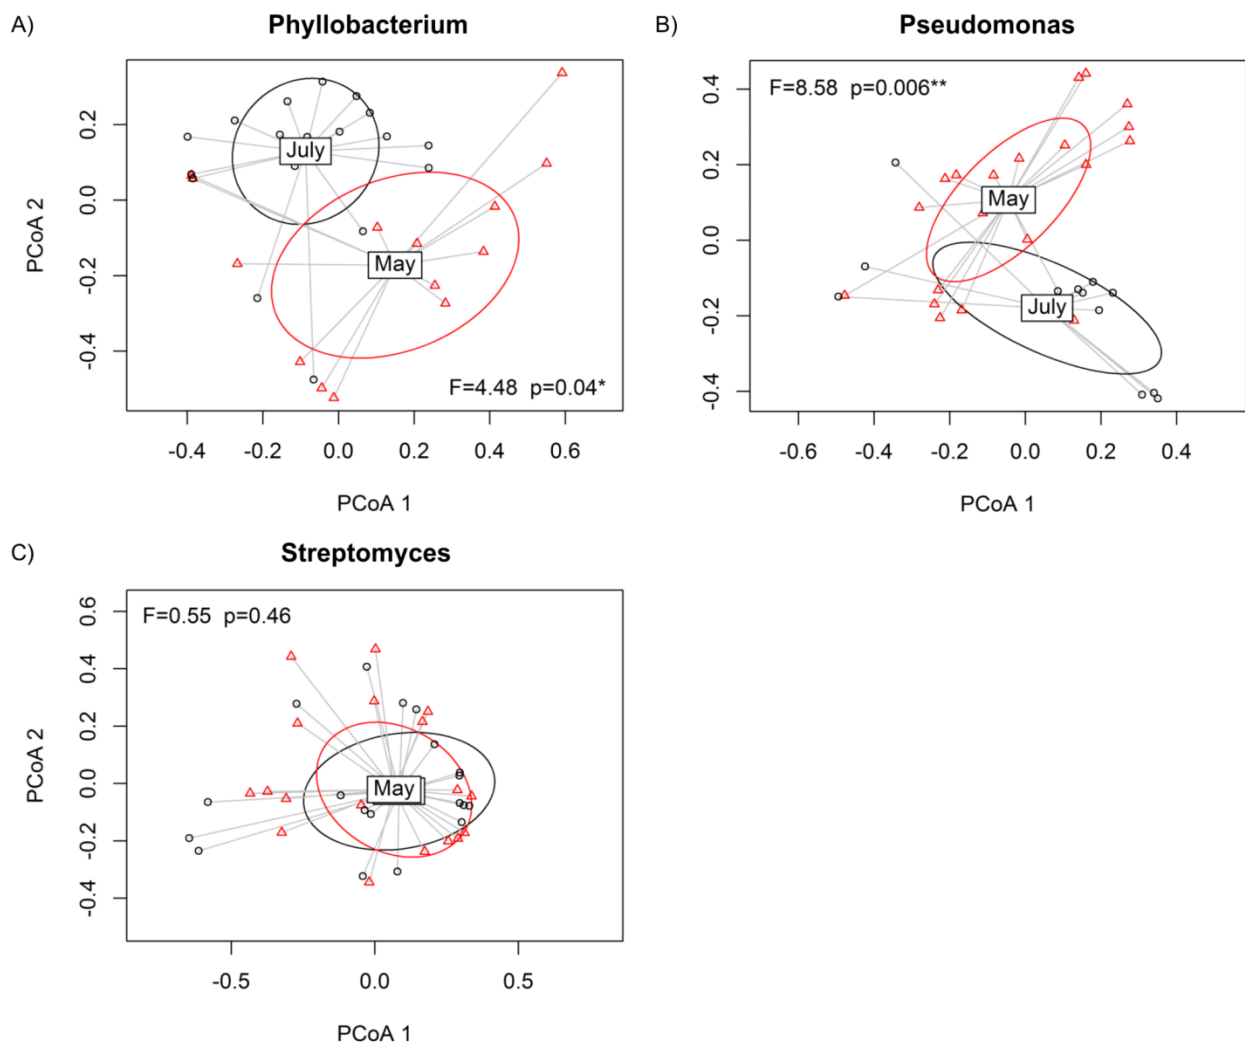 A)
Phyllobacterium
July
May
F=4.48 p=0.04*
PCoA 2
-0.4 -0.2 0.0 0.2
-0.4 -0.2 0.0 0.2 0.4 0.6
PCoA 1
B)
Pseudomonas
F=8.58 p=0.006**
May
July
-0.4 -0.2 0.0 0.2 0.4
-0.6 -0.4 -0.2 0.0 0.2 0.4
PCoA 1
C)
Streptomyces
F=0.55 p=0.46
May
PCoA 2
-0.4 -0.2 0.0 0.2 0.4 0.6
-0.5 0.0 0.5
PCoA 1